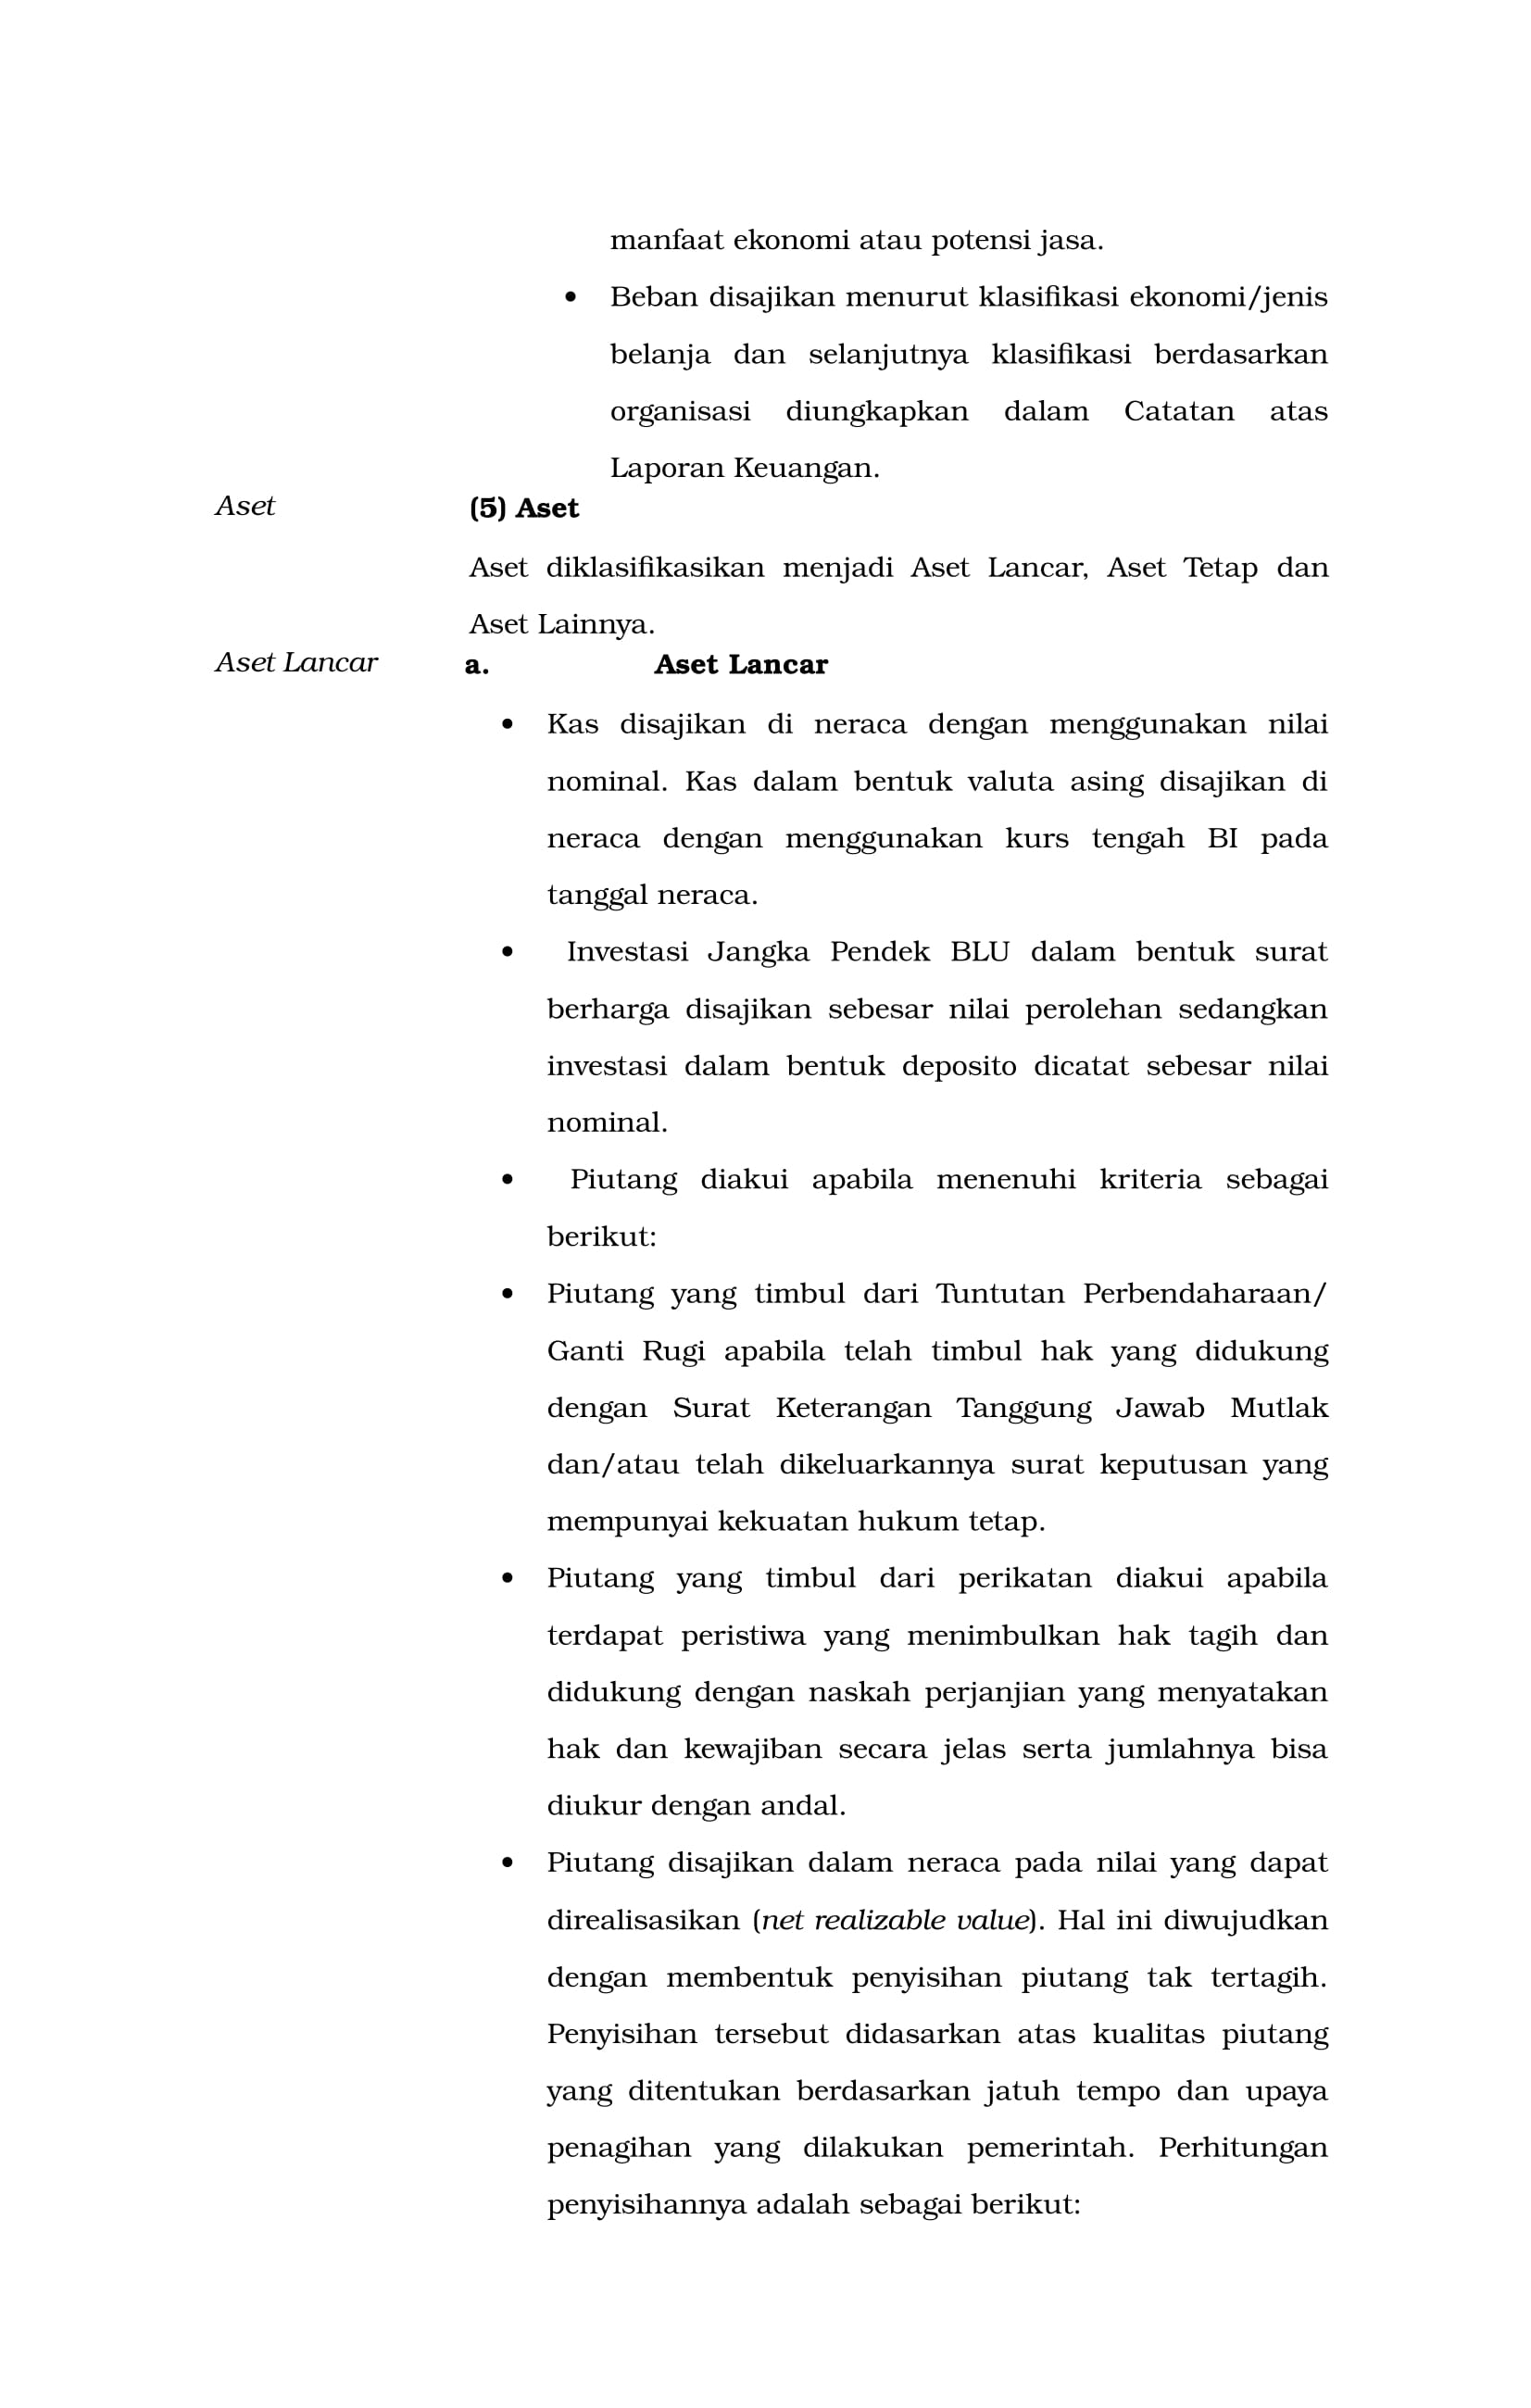 manfaat ekonomi atau potensi jasa.
• Beban disajikan menurut klasifikasi ekonomi/jenis
belanja dan selanjutnya klasifikasi berdasarkan
organisasi diungkapkan dalam Catatan atas
Laporan Keuangan.
Aset (5) Aset
Aset diklasifikasikan menjadi Aset Lancar, Aset Tetap dan
Aset Lainnya.
Aset Lancar a. Aset Lancar
• Kas disajikan di neraca dengan menggunakan nilai
nominal. Kas dalam bentuk valuta asing disajikan di
neraca dengan menggunakan kurs tengah BI pada
tanggal neraca.
• Investasi Jangka Pendek BLU dalam bentuk surat
berharga disajikan sebesar nilai perolehan sedangkan
investasi dalam bentuk deposito dicatat sebesar nilai
nominal.
• Piutang diakui apabila menenuhi kriteria sebagai
berikut:
• Piutang yang timbul dari Tuntutan Perbendaharaan/
Ganti Rugi apabila telah timbul hak yang didukung
dengan Surat Keterangan Tanggung Jawab Mutlak
dan/atau telah dikeluarkannya surat keputusan yang
mempunyai kekuatan hukum tetap.
• Piutang yang timbul dari perikatan diakui apabila
terdapat peristiwa yang menimbulkan hak tagih dan
didukung dengan naskah perjanjian yang menyatakan
hak dan kewajiban secara jelas serta jumlahnya bisa
diukur dengan andal.
• Piutang disajikan dalam neraca pada nilai yang dapat
direalisasikan (net realizable value). Hal ini diwujudkan
dengan membentuk penyisihan piutang tak tertagih.
Penyisihan tersebut didasarkan atas kualitas piutang
yang ditentukan berdasarkan jatuh tempo dan upaya
penagihan yang dilakukan pemerintah. Perhitungan
penyisihannya adalah sebagai berikut: